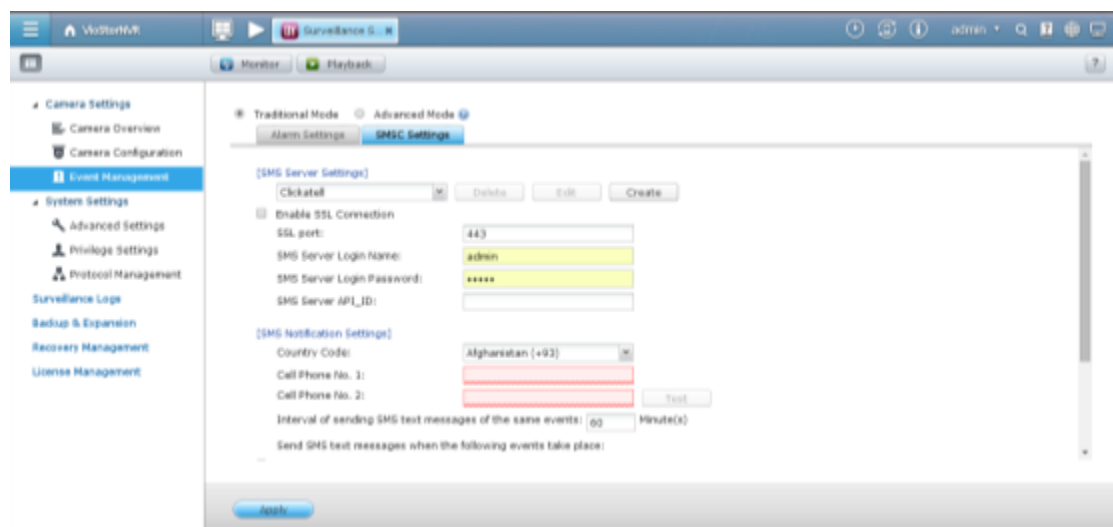 VioStorNVR
Surveillance S...
admin
Monitor
Playback
Camera Settings
Camera Overview
Camera Configuration
Event Management
System Settings
Advanced Settings
Privilege Settings
Protocol Management
Surveillance Logs
Backup & Expansion
Recovery Management
License Management
Traditional Mode Advanced Mode
Alarm Settings SMSC Settings
[SMS Server Settings]
Clickatell Delete Edit Create
Enable SSL Connection
SSL port: 443
SMS Server Login Name: admin
SMS Server Login Password: •••••
SMS Server API_ID:
[SMS Notification Settings]
Country Code: Afghanistan (+93)
Cell Phone No. 1:
Cell Phone No. 2: Test
Interval of sending SMS text messages of the same events: 60 Minute(s)
Send SMS text messages when the following events take place:
Apply